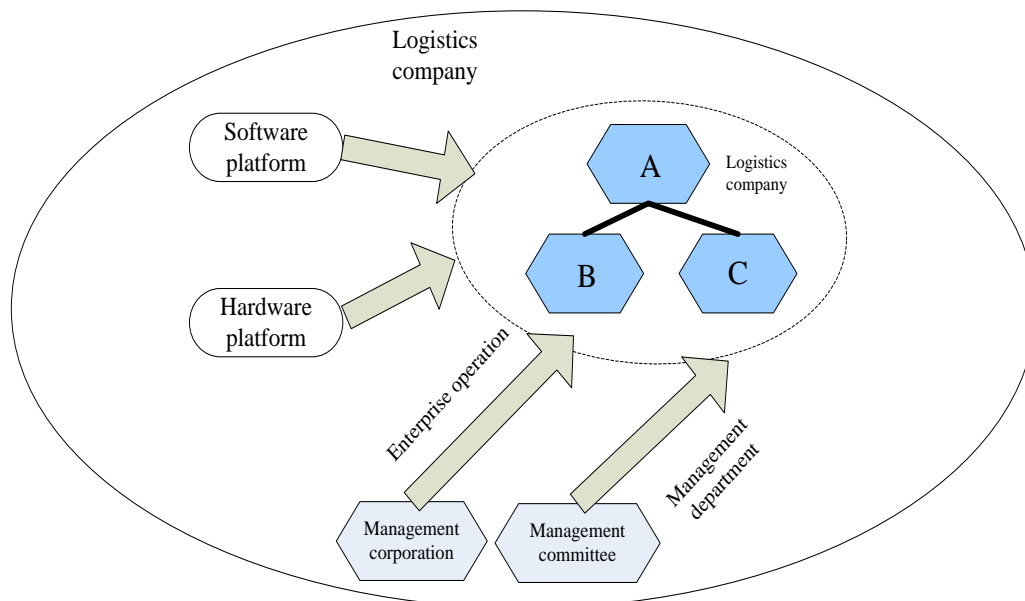 Logistics
company
Software
platform
A
Logistics
company
B
C
Hardware
platform
Enterprise operation
Management
department
Management
corporation
Management
committee